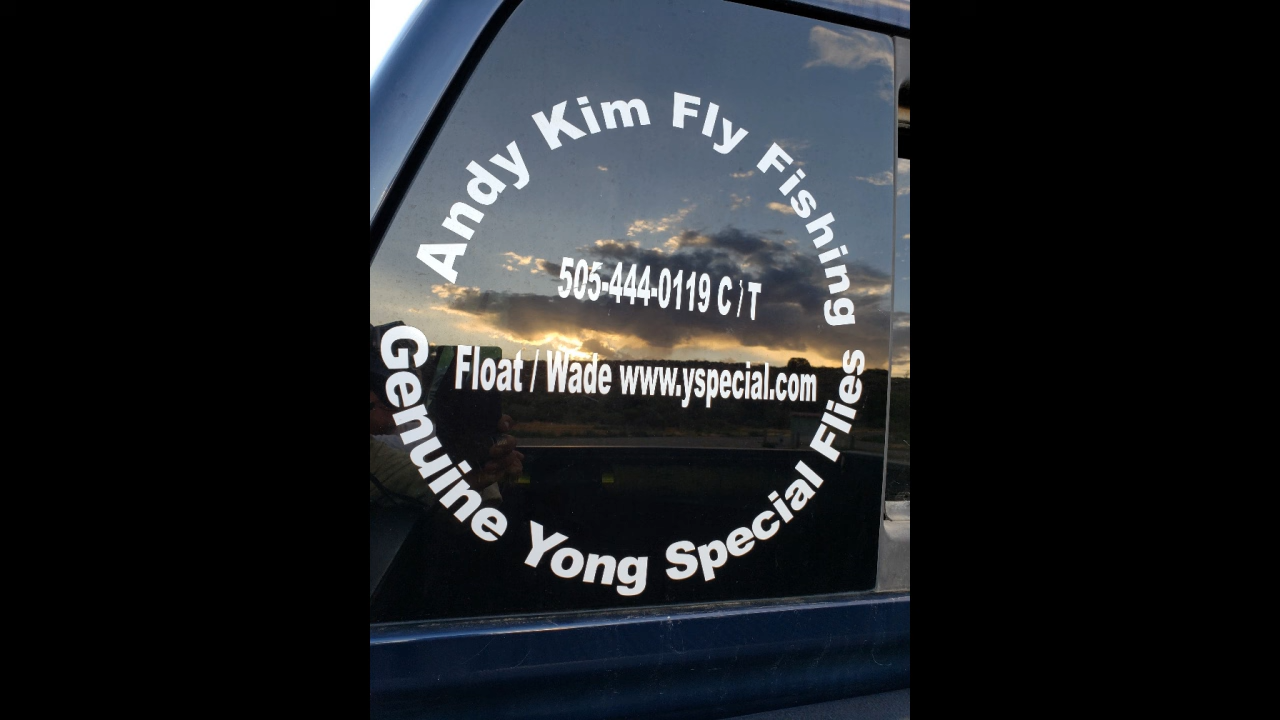 Andy Kim Fly Fishing
505-444-0119 C / T
Float / Wade www.yspecial.com
Genuine Yong Special Flies